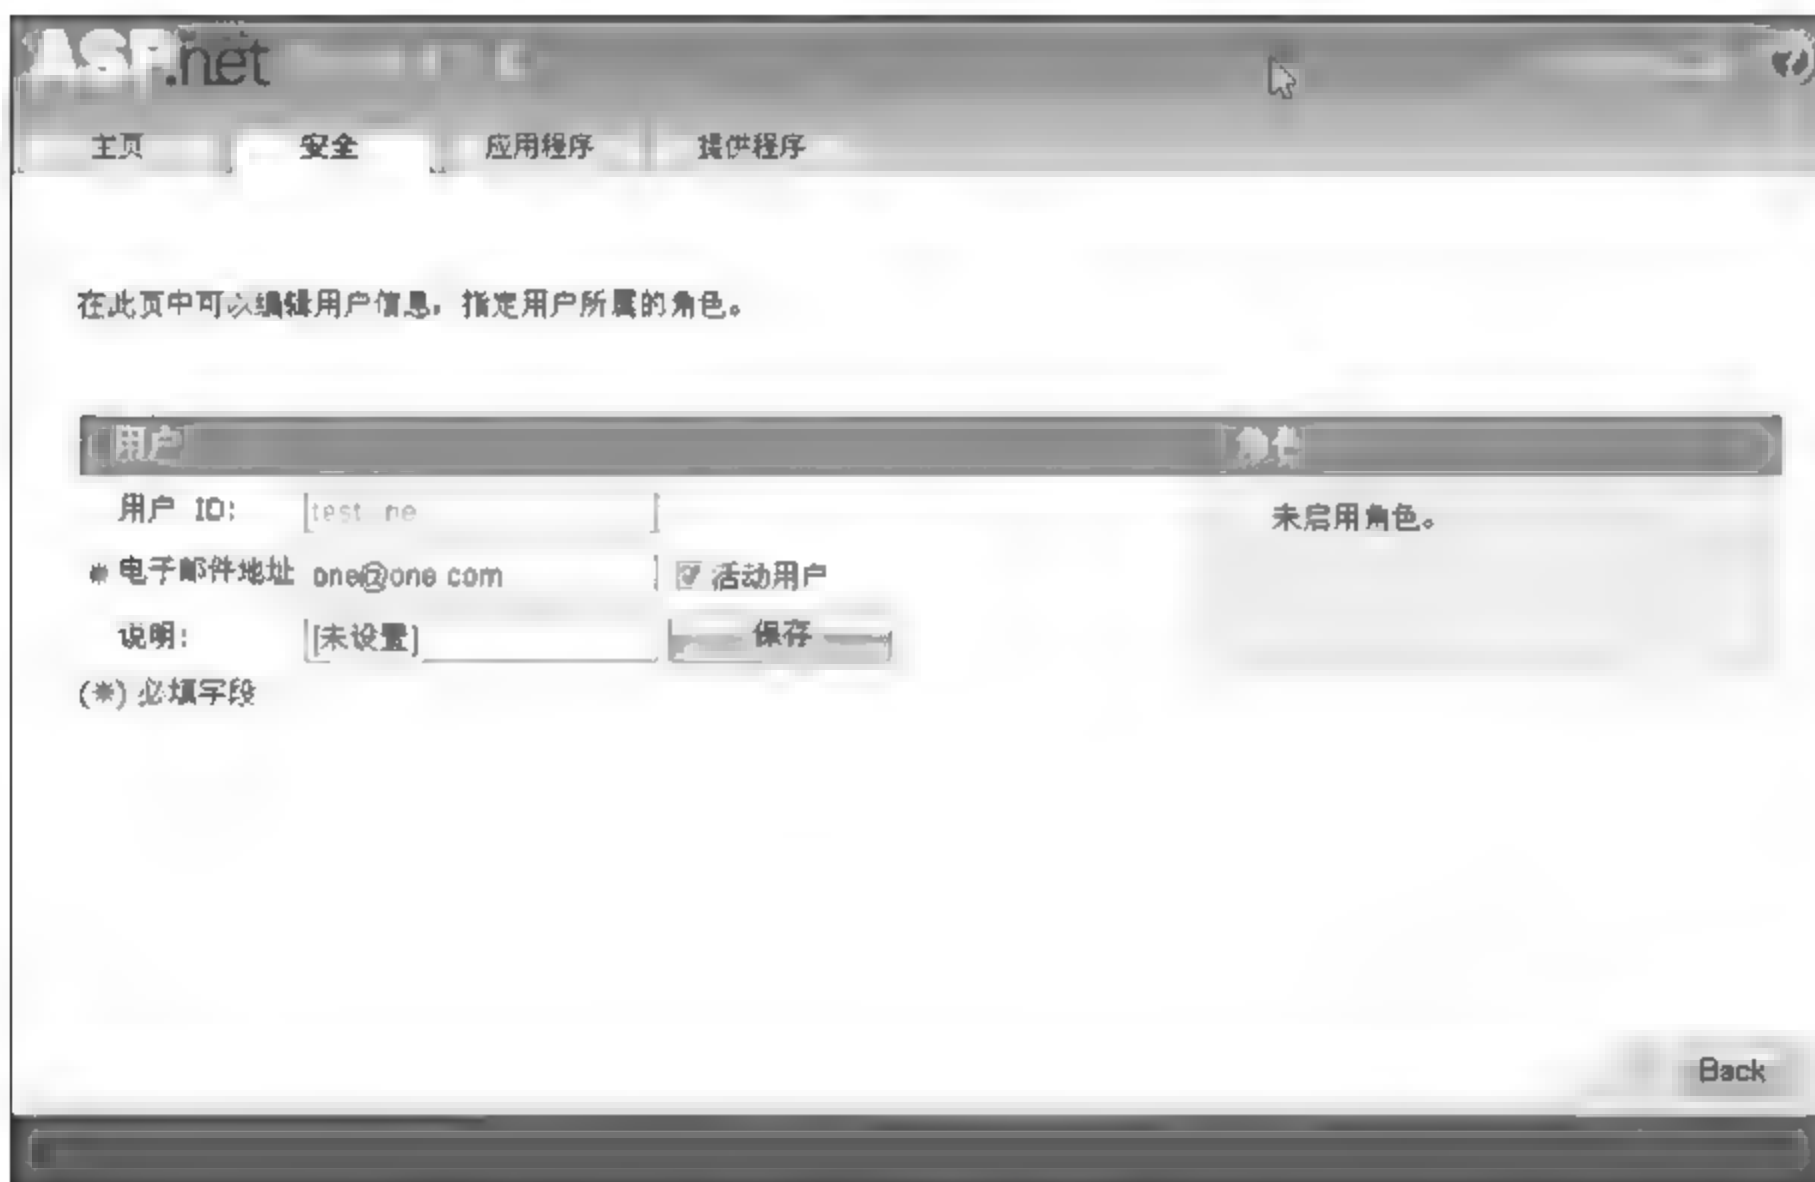 ASP.net
主页 安全 应用程序 提供程序
在此页中可以编辑用户信息，指定用户所属的角色。
用户 角色
用户 ID:
未启用角色。
*电子邮件地址 one@one com 活动用户
说明: [未设置] 保存
(*) 必填字段
Back